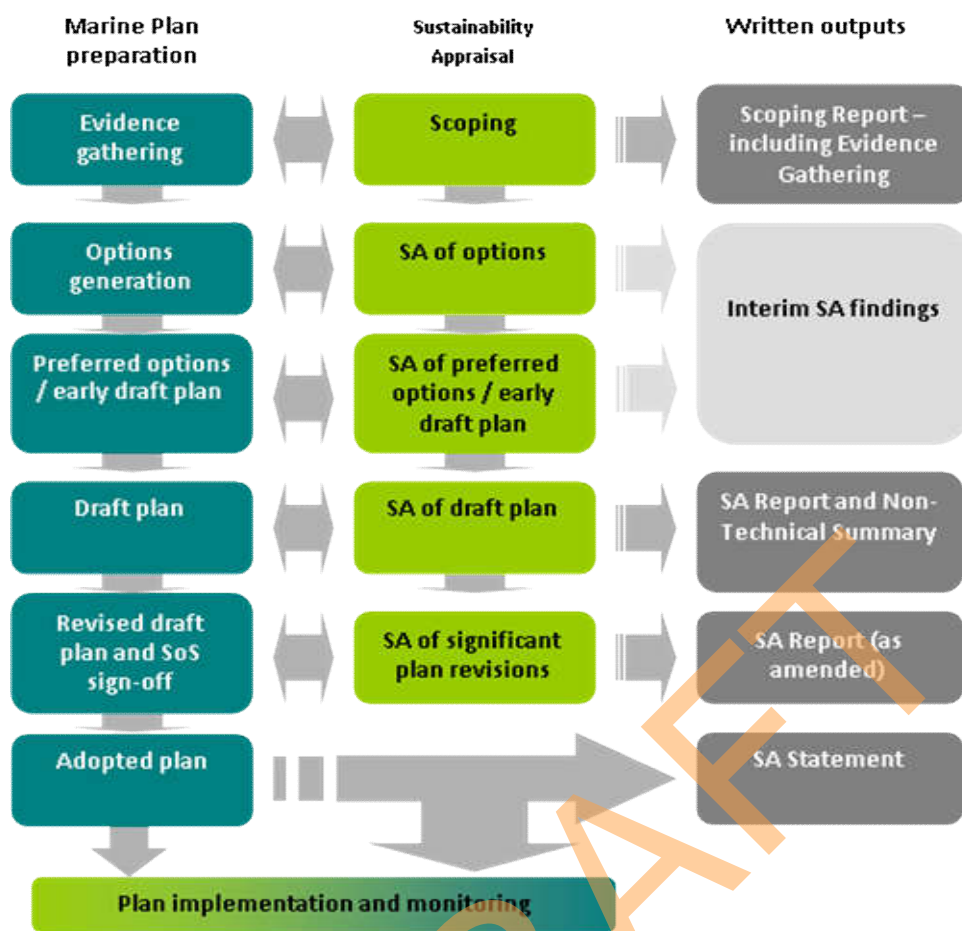 Marine Plan
preparation
Sustainability
Appraisal
Written outputs
Evidence
gathering
Scoping
Scoping Report –
including Evidence
Gathering
Options
generation
SA of options
Interim SA findings
Preferred options
/ early draft plan
SA of preferred
options / early
draft plan
Draft plan
SA of draft plan
SA Report and Non-
Technical Summary
Revised draft
plan and SoS
sign-off
SA of significant
plan revisions
SA Report (as
amended)
Adopted plan
SA Statement
Plan implementation and monitoring
RAFT